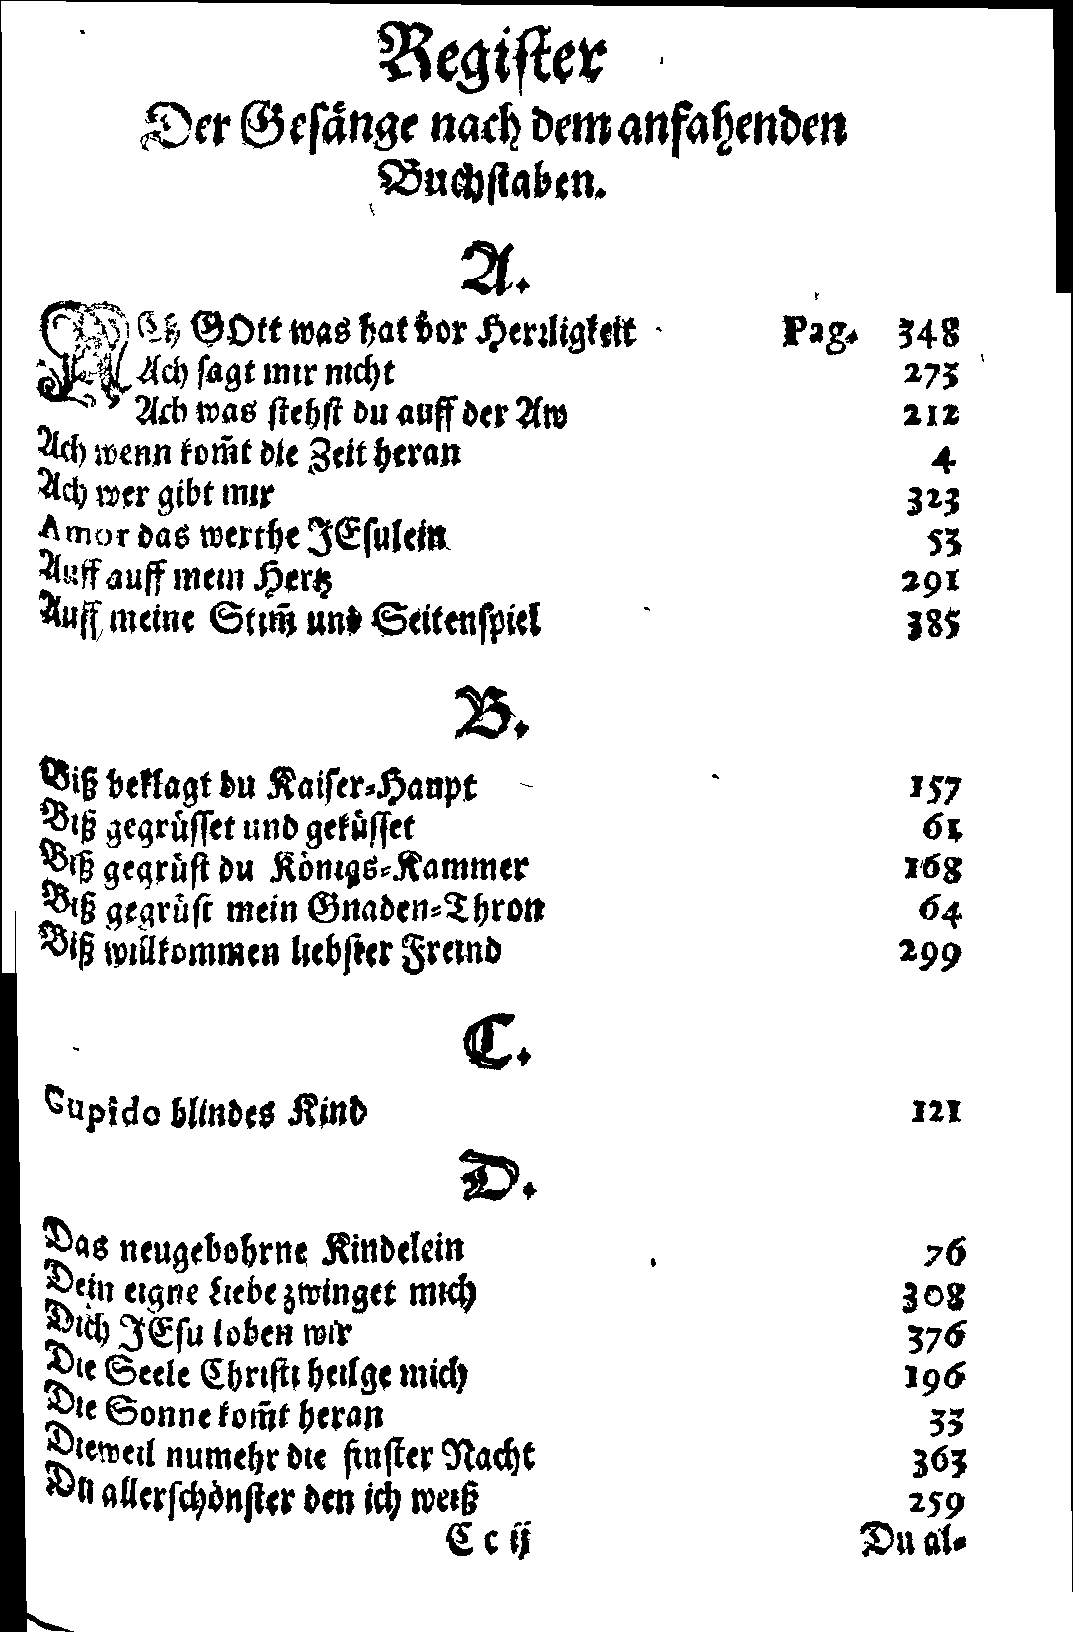 Regiſter
Der Geſänge nach dem anfahenden
Buchſtaben.
A.
ACh GOtt was hat vor Herꝛligkeit Pag. 348
Ach ſagt mir nicht 273
Ach was ſtehſt du auff der Aw 212
Ach wenn kom̃t die Zeit heran 4
Ach wer gibt mir 323
Amor das werthe JEſulein 53
Auff auff mein Hertz 291
Auff meine Stim̃ und Seitenſpiel 385
B.
Biß beklagt du Kaiſer-Haupt 157
Biß gegrüſſet und geküſſet 61
Biß gegrüſt du Königs-Kammer 168
Biß gegrüſt mein Gnaden-Thron 64
Biß willkommen liebſter Freind 299
C.
Cupido blindes Kind 121
D.
Das neugebohrne Kindelein 76
Dein eigne Liebe zwinget mich 308
Dich JEſu loben wir 376
Die Seele Chriſti heilge mich 196
Die Sonne kom̃t heran 33
Dieweil numehr die finſter Nacht 363
Du allerſchönſter den ich weiß 259
C c ij Du al-